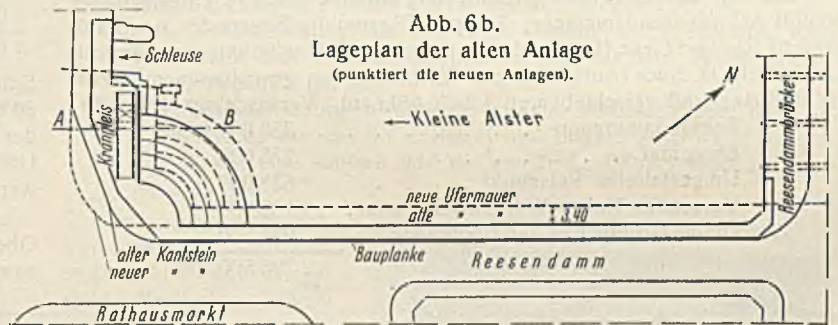 Abb. 6b.
Lageplan der alten Anlage
(punktiert die neuen Anlagen).
Schleuse
N
A
B
Krammeis
Kleine Alster
Reesendammbrücke
neue Ufermauer
alte " "
3,40
alter Kantstein
neuer " "
Bauplanke
Reesendamm
Rathausmarkt